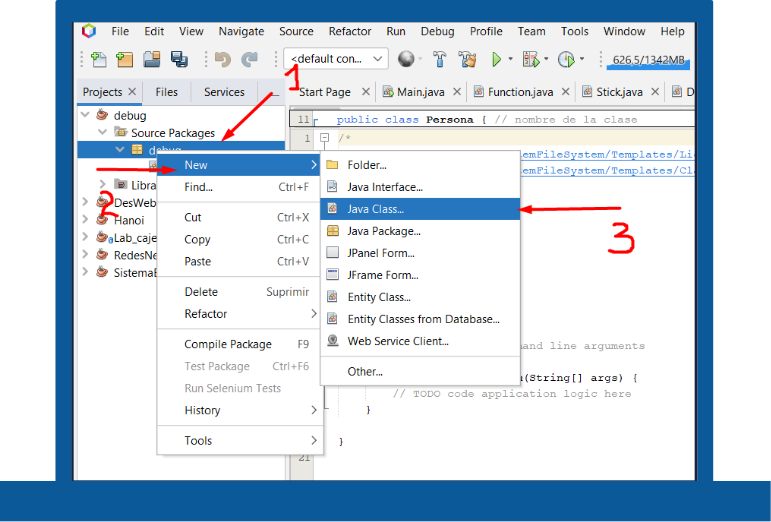 File Edit View Navigate Source Refactor Run Debug Profile Team Tools Window Help
<default con...
626,5/1342MB
1
Projects Files Services
Start Page Main.java Function.java Stick.java D
debug
11 public class Persona { // nombre de la clase
Source Packages
1 /*
debug
New
Find... Ctrl+F
Cut Ctrl+X
Copy Ctrl+C
Paste Ctrl+V
Delete Suprimir
Refactor
Compile Package F9
Test Package Ctrl+F6
Run Selenium Tests
History
Tools
Folder...
Java Interface...
Java Class...
Java Package...
JPanel Form...
JFrame Form...
Entity Class...
Entity Classes from Database...
Web Service Client...
Other...
2
3
Libra
DesWeb
Hanoi
Lab_caje
RedesNe
SistemaE
emFileSystem/Templates/Li
emFileSystem/Templates/Cl
and line arguments
(String[] args) {
// TODO code application logic here
}
}
21